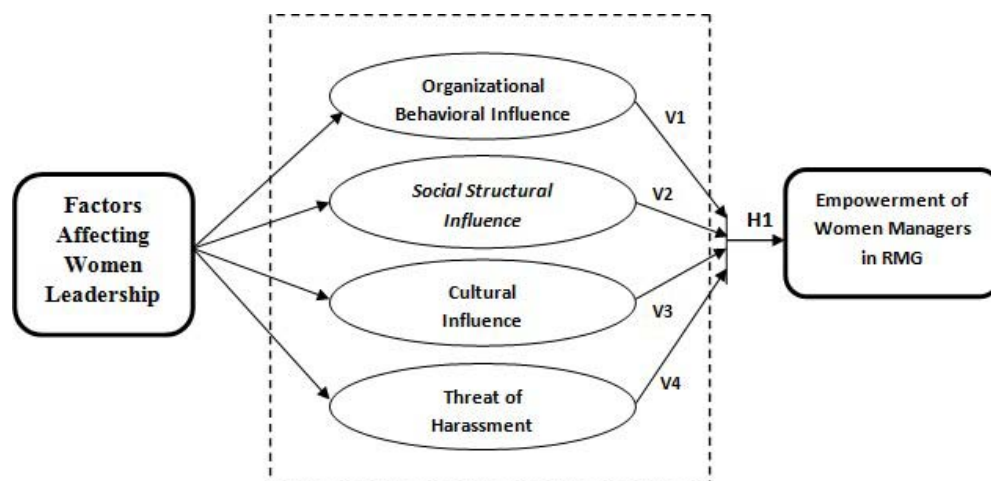 Organizational
Behavioral Influence
V1
Social Structural
Influence
V2
Factors
Affecting
Women
Leadership
H1
Empowerment of
Women Managers
in RMG
Cultural
Influence
V3
Threat of
Harassment
V4